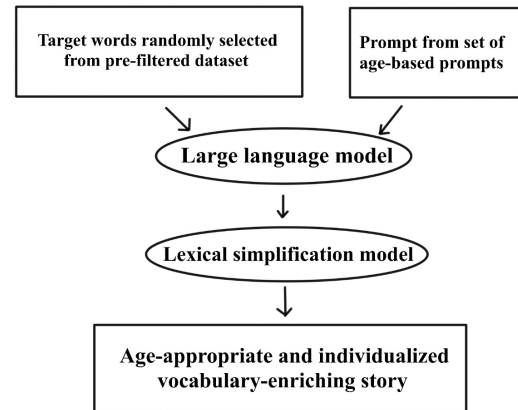 Target words randomly selected
from pre-filtered dataset
Prompt from set of
age-based prompts
Large language model
Lexical simplification model
Age-appropriate and individualized
vocabulary-enriching story